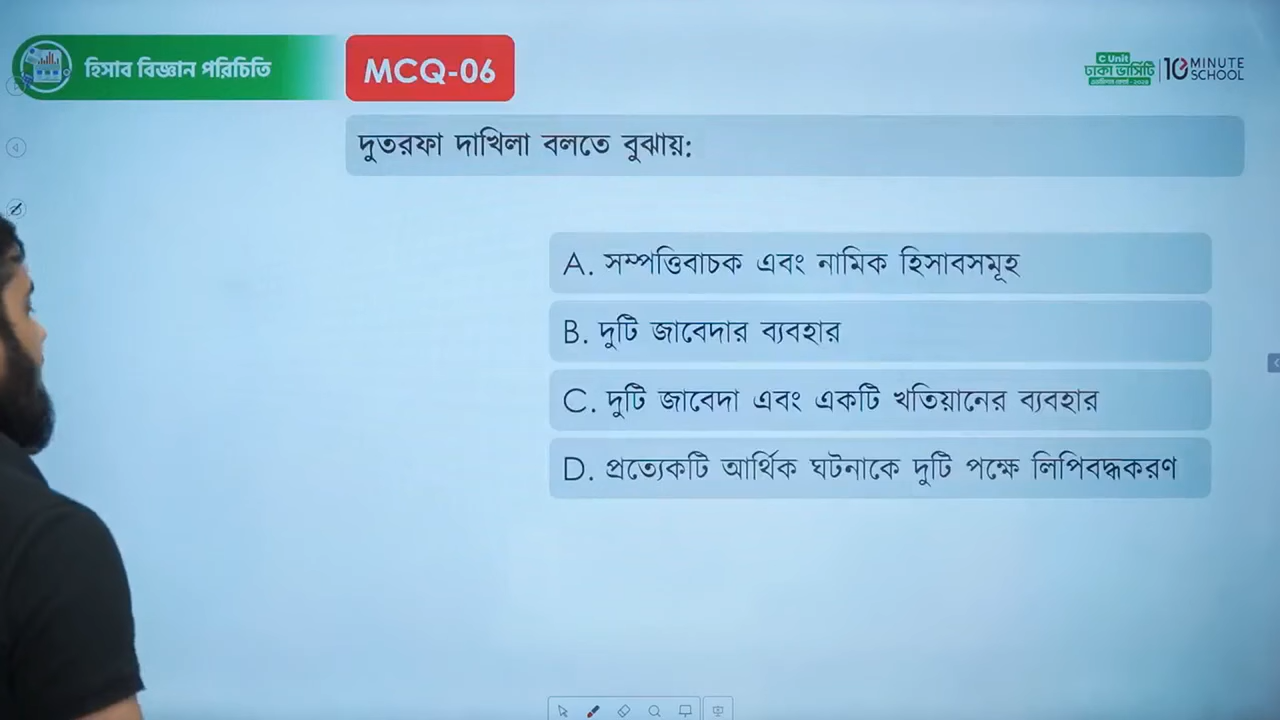 হিসাব বিজ্ঞান পরিচিতি
MCQ-06
C Unit
ঢাকা ভার্সিটি
10 MINUTE SCHOOL
দুতরফা দাখিলা বলতে বুঝায়:
A. সম্পত্তিবাচক এবং নামিক হিসাবসমূহ
B. দুটি জাবেদার ব্যবহার
C. দুটি জাবেদা এবং একটি খতিয়ানের ব্যবহার
D. প্রত্যেকটি আর্থিক ঘটনাকে দুটি পক্ষে লিপিবদ্ধকরণ